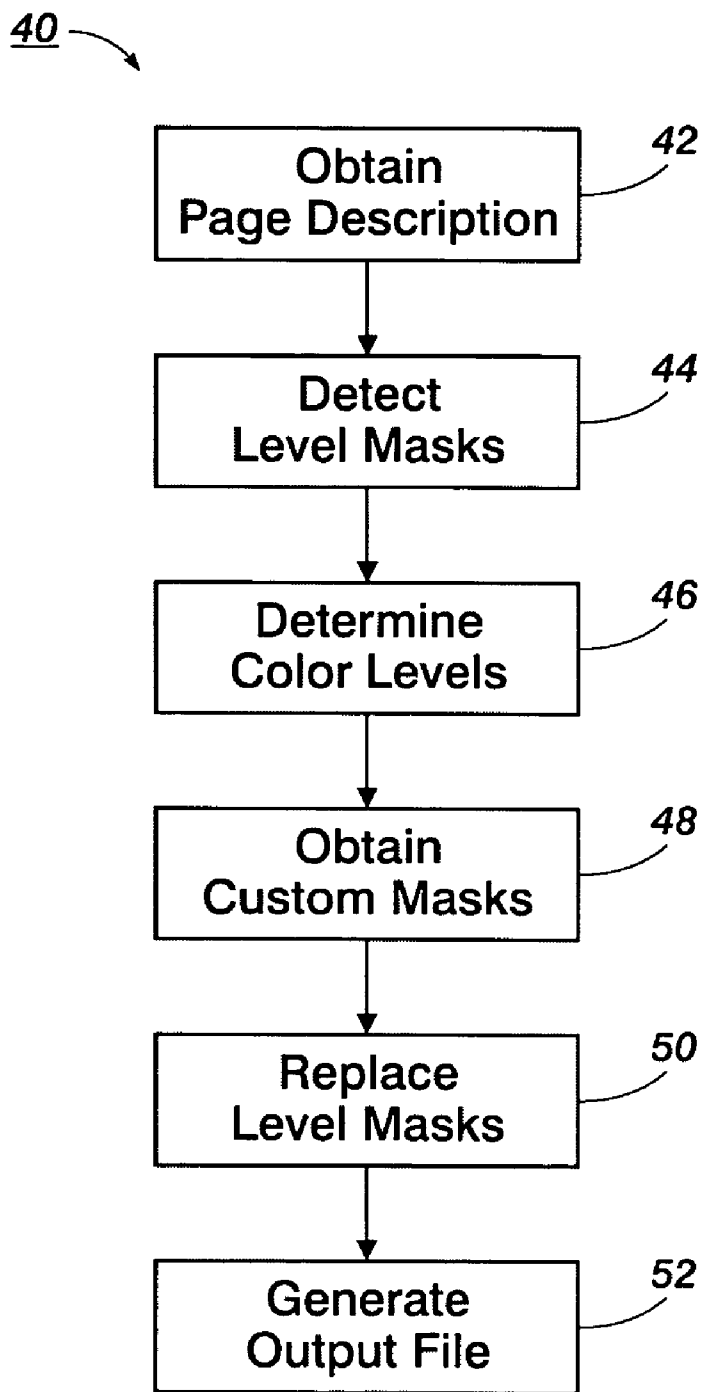 40
42
Obtain
Page Description
44
Detect
Level Masks
46
Determine
Color Levels
48
Obtain
Custom Masks
50
Replace
Level Masks
52
Generate
Output File